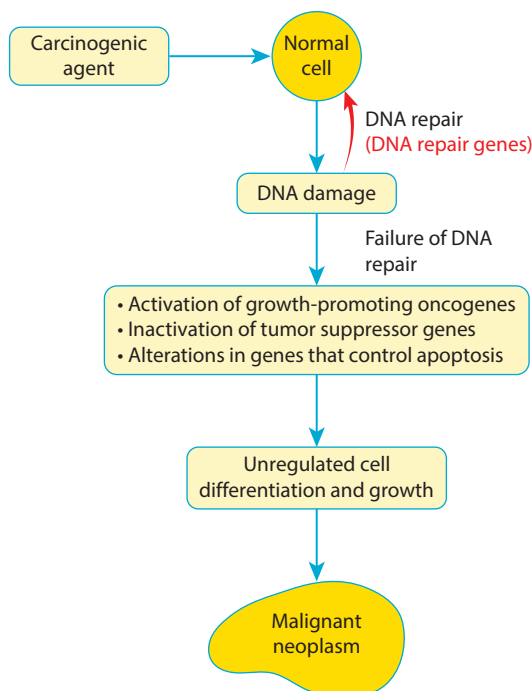 Carcinogenic
agent
Normal
cell
DNA repair
(DNA repair genes)
DNA damage
Failure of DNA
repair
• Activation of growth-promoting oncogenes
• Inactivation of tumor suppressor genes
• Alterations in genes that control apoptosis
Unregulated cell
differentiation and growth
Malignant
neoplasm